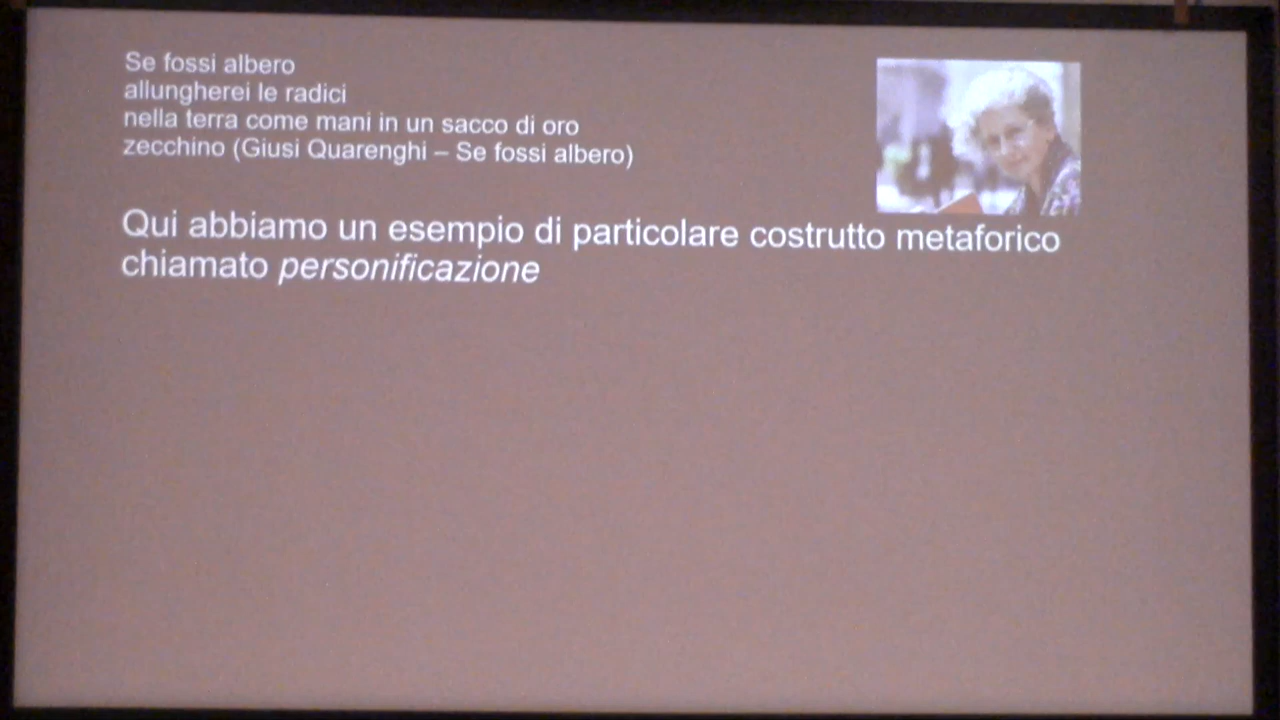 Se fossi albero
allungherei le radici
nella terra come mani in un sacco di oro
zecchino (Giusi Quarenghi – Se fossi albero)
Qui abbiamo un esempio di particolare costrutto metaforico
chiamato personificazione